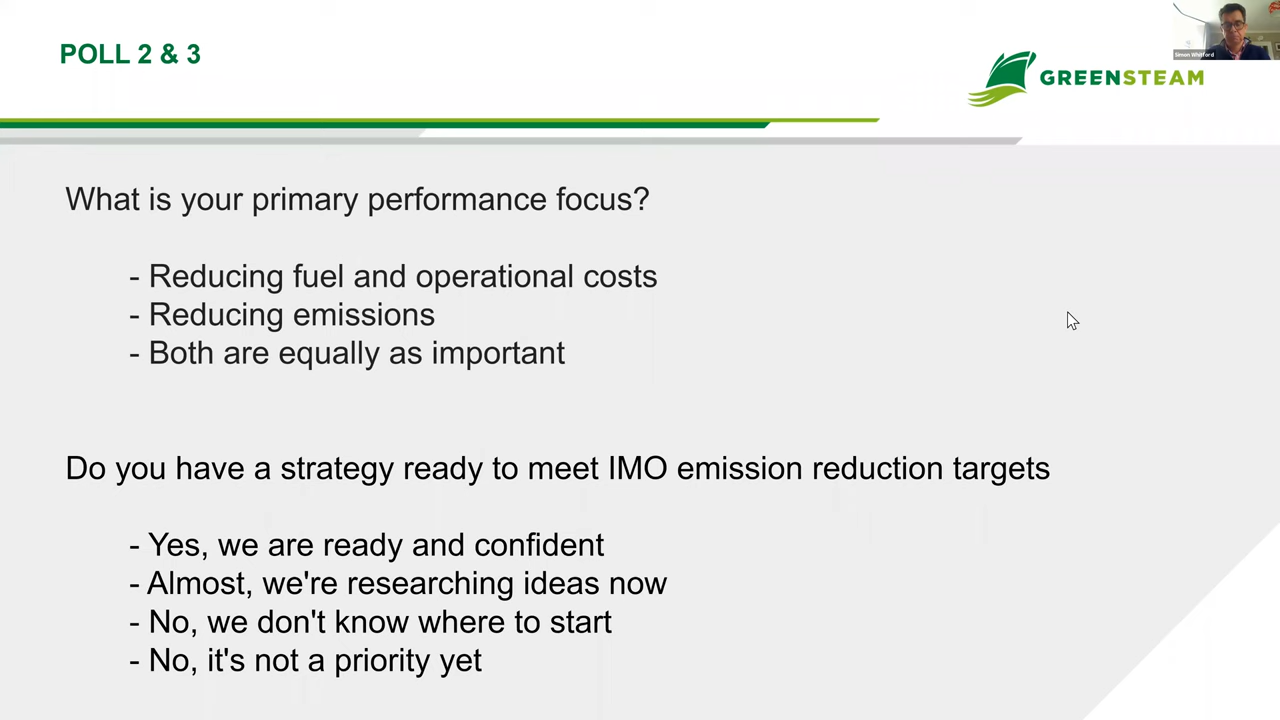 POLL 2 & 3
Simon Whitford
GREENSTEAM
What is your primary performance focus?
- Reducing fuel and operational costs
- Reducing emissions
- Both are equally as important
Do you have a strategy ready to meet IMO emission reduction targets
- Yes, we are ready and confident
- Almost, we're researching ideas now
- No, we don't know where to start
- No, it's not a priority yet